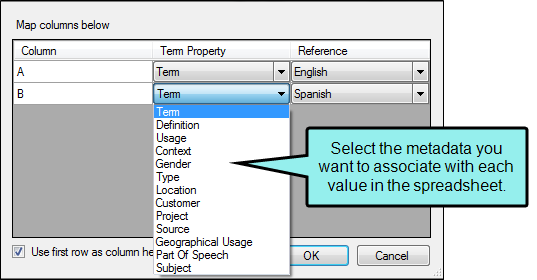 Map columns below
Column Term Property Reference
A Term English
B Term Spanish
Term
Definition
Usage
Context
Gender
Type
Location
Customer
Project
Source
Geographical Usage
Part Of Speech
Subject
Select the metadata you
want to associate with each
value in the spreadsheet.
Use first row as column he
OK Cancel